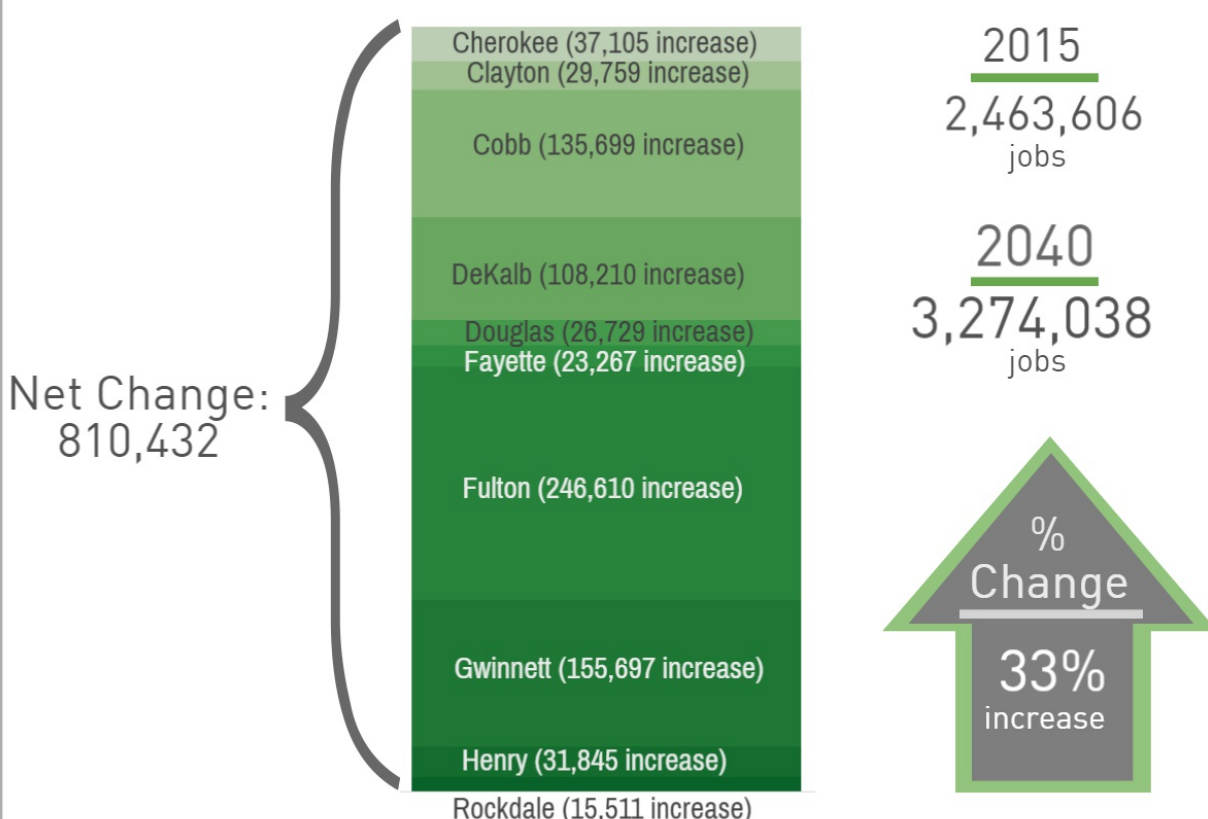 Net Change:
810,432
Cherokee (37,105 increase)
Clayton (29,759 increase)
Cobb (135,699 increase)
DeKalb (108,210 increase)
Douglas (26,729 increase)
Fayette (23,267 increase)
Fulton (246,610 increase)
Gwinnett (155,697 increase)
Henry (31,845 increase)
Rockdale (15,511 increase)
2015
2,463,606
jobs
2040
3,274,038
jobs
%
Change
33%
increase